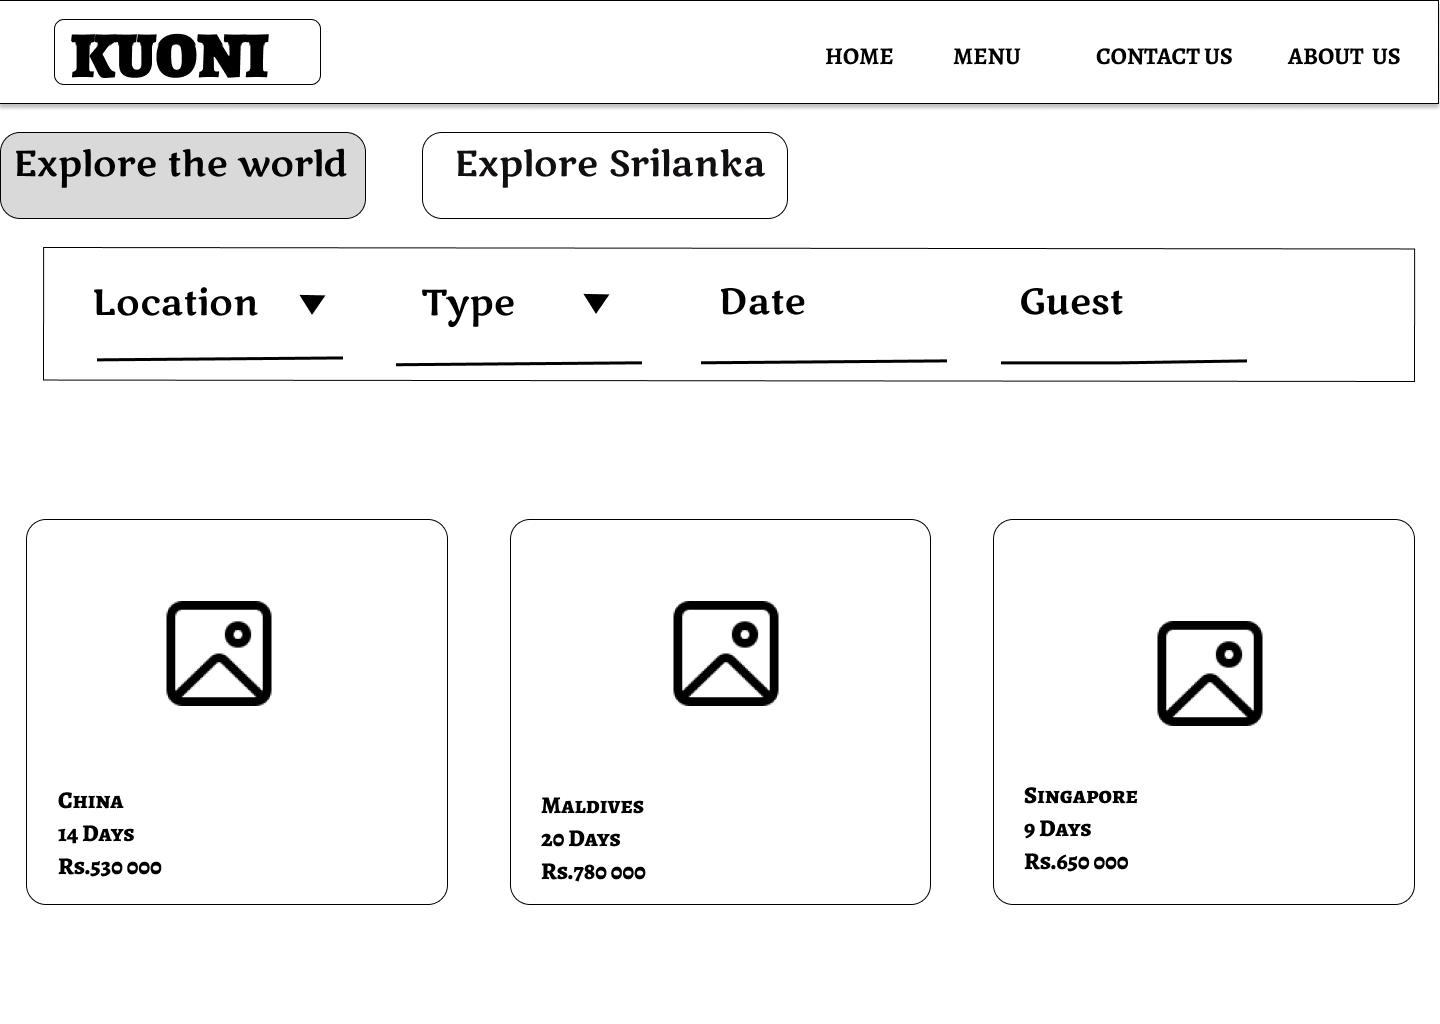 KUONI
HOME MENU CONTACT US ABOUT US
Explore the world Explore Srilanka
Location Type Date Guest
China
14 Days
Rs.530 000
Maldives
20 Days
Rs.780 000
Singapore
9 Days
Rs.650 000